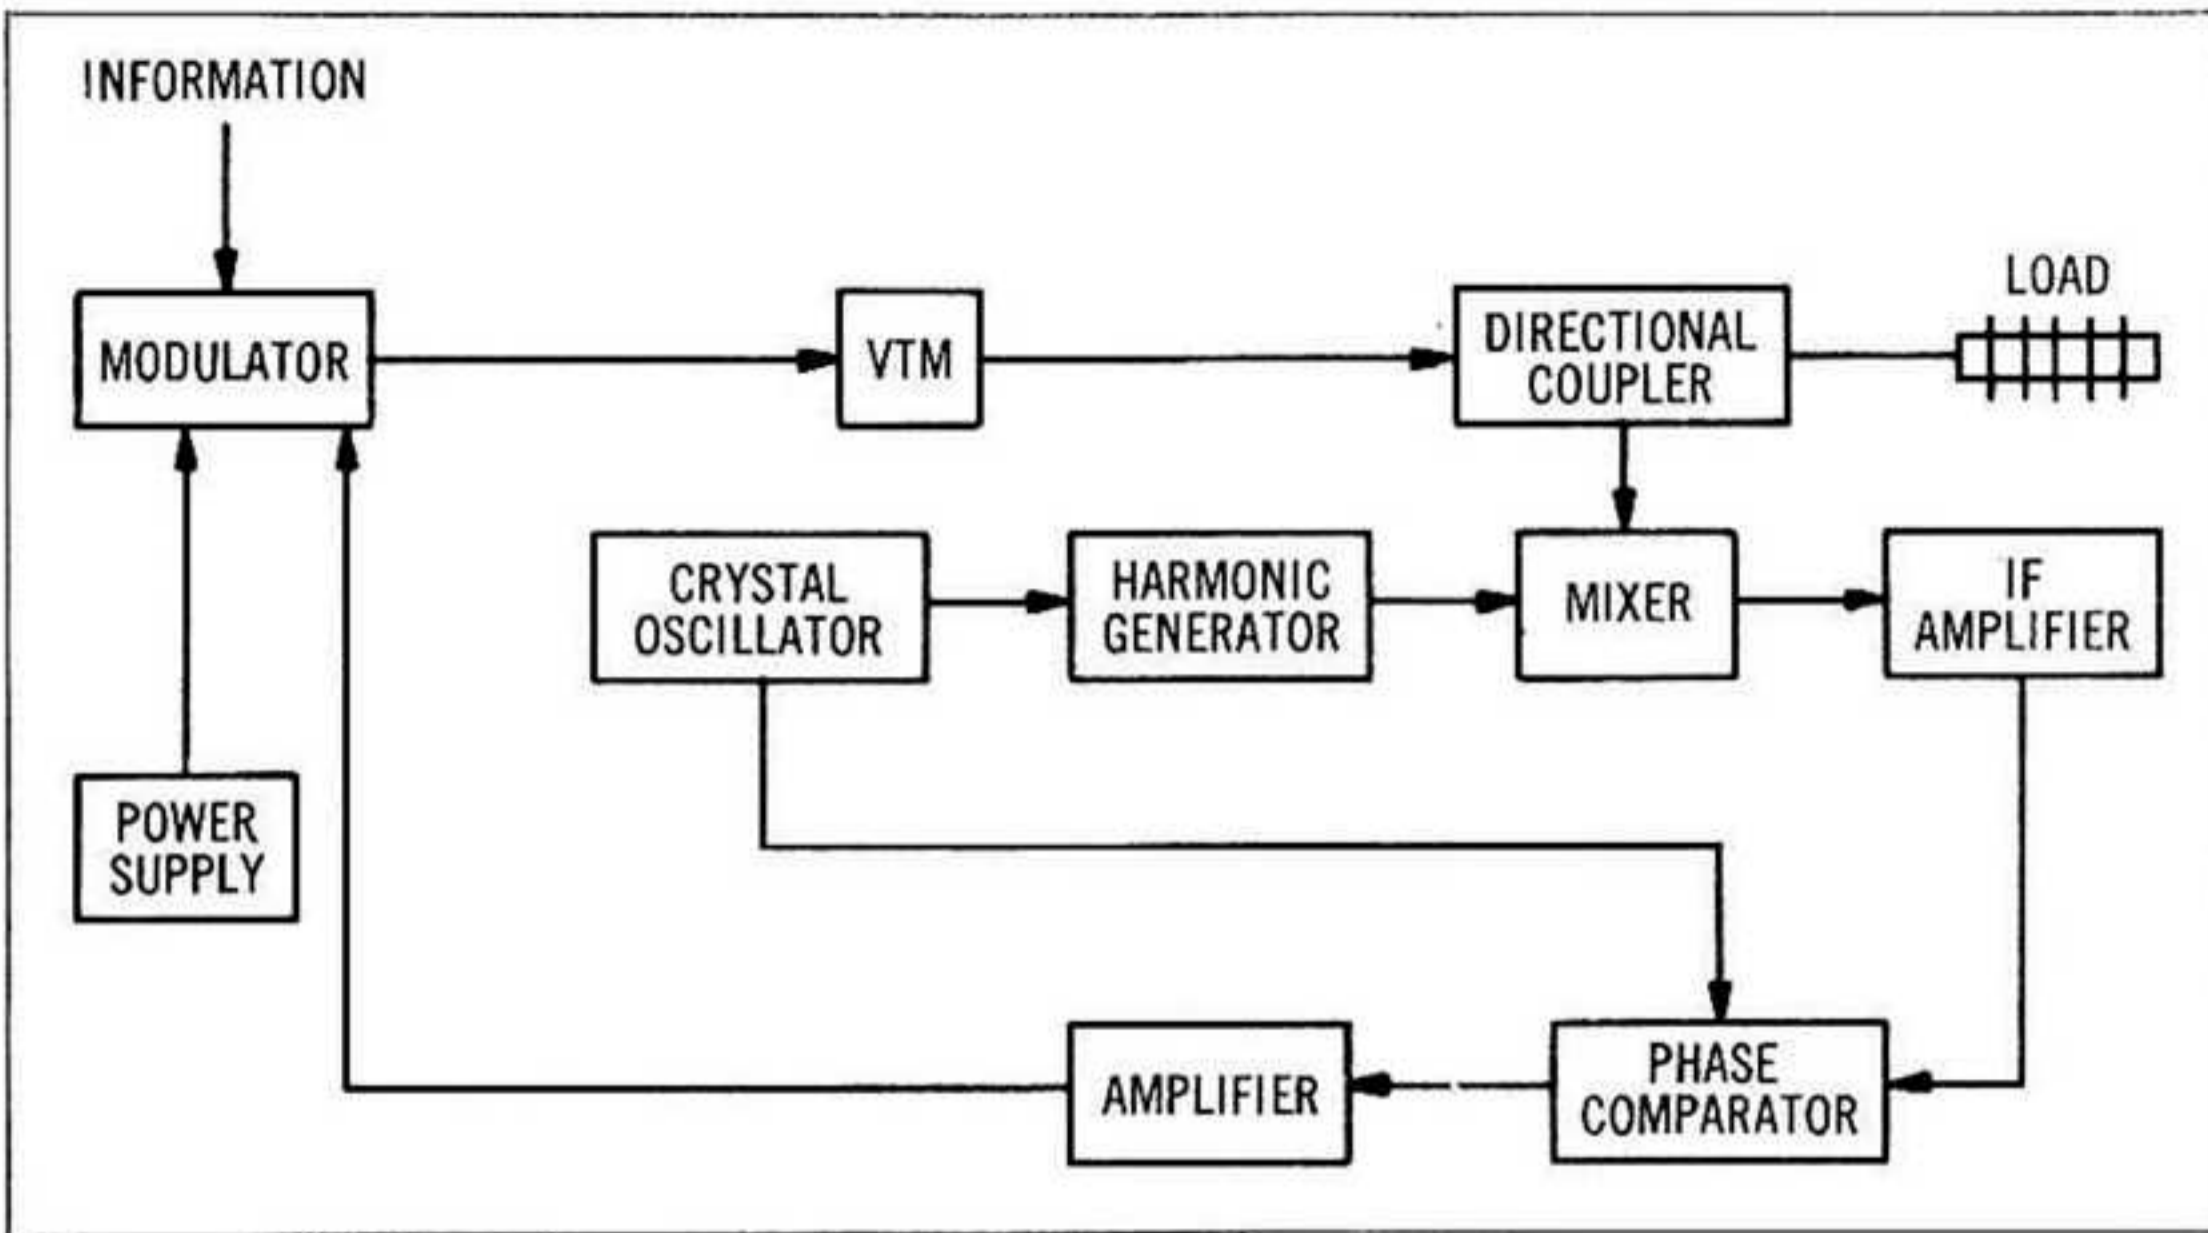 INFORMATION
LOAD
MODULATOR
VTM
DIRECTIONAL
COUPLER
CRYSTAL
OSCILLATOR
HARMONIC
GENERATOR
MIXER
IF
AMPLIFIER
POWER
SUPPLY
AMPLIFIER
PHASE
COMPARATOR